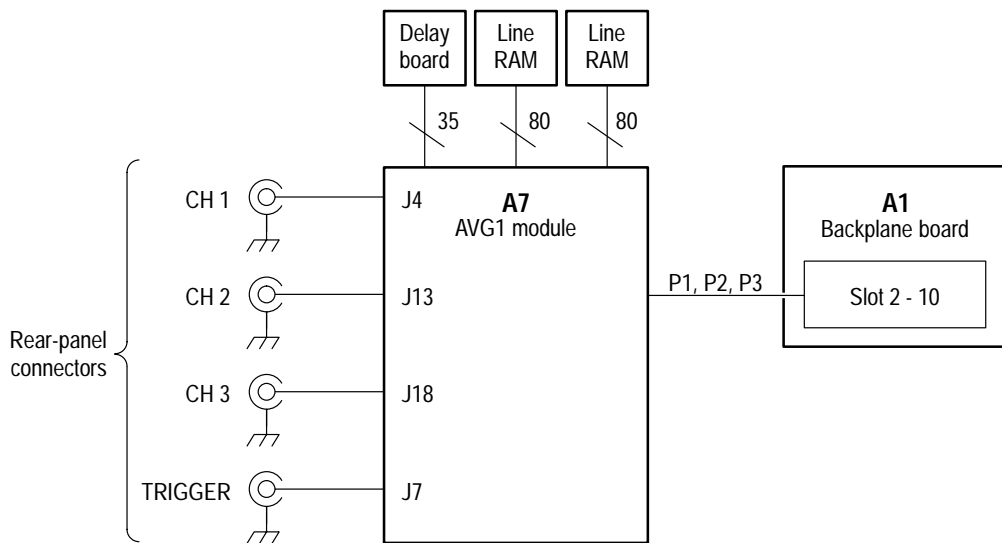 Delay
board
Line
RAM
Line
RAM
35
80
80
CH 1
J4
A7
AVG1 module
A1
Backplane board
P1, P2, P3
Slot 2 - 10
CH 2
J13
Rear-panel
connectors
CH 3
J18
TRIGGER
J7